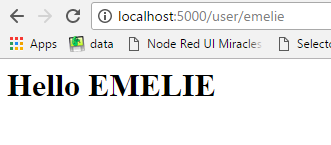 localhost:5000/user/emelie
Apps data Node Red UI Miracles Selecto
Hello EMELIE